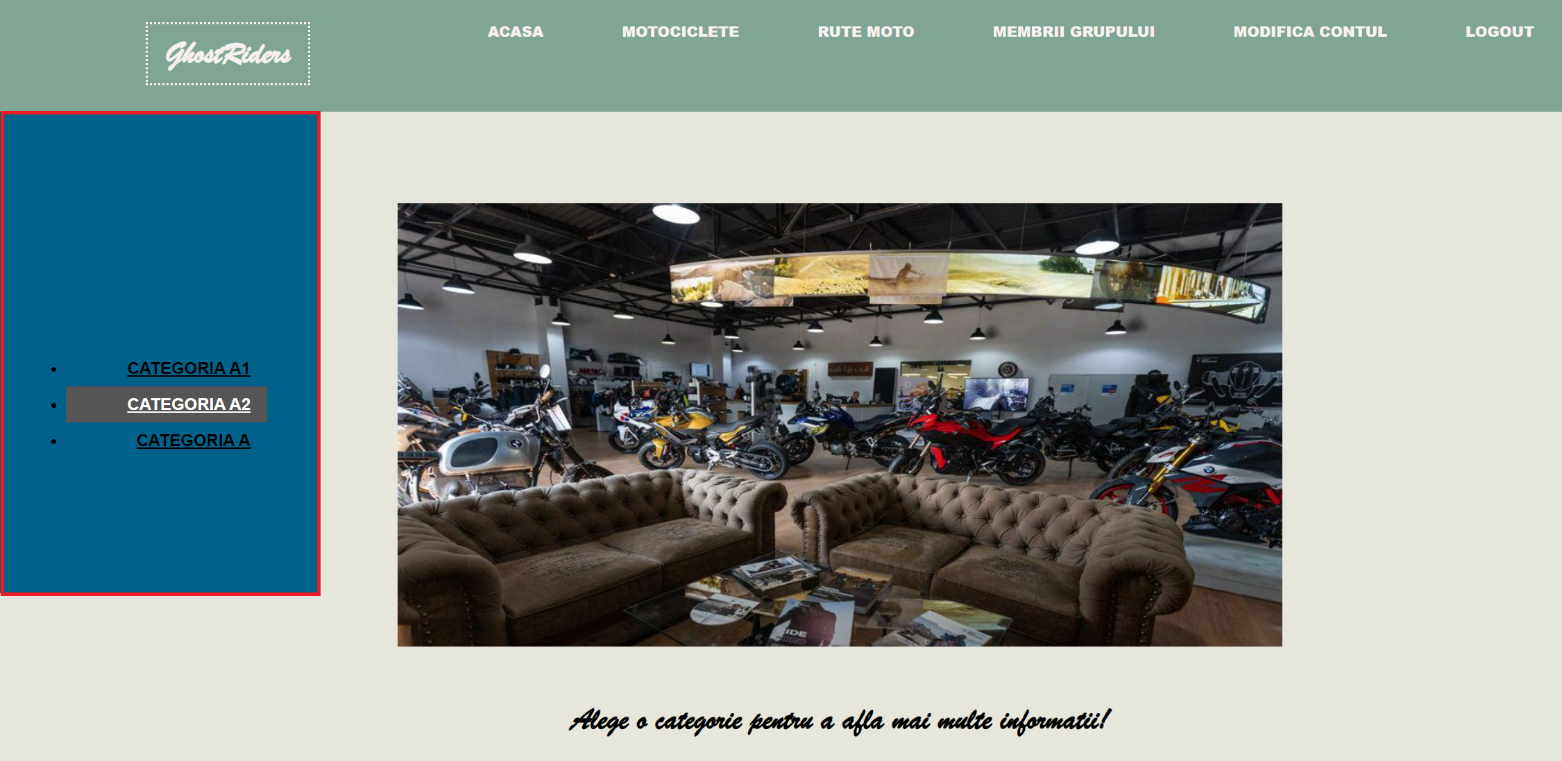 GhostRiders
ACASA
MOTOCICLETE
RUTE MOTO
MEMBRII GRUPULUI
MODIFICA CONTUL
LOGOUT
CATEGORIA A1
CATEGORIA A2
CATEGORIA A
RIDE
Alege o categorie pentru a afla mai multe informatii!